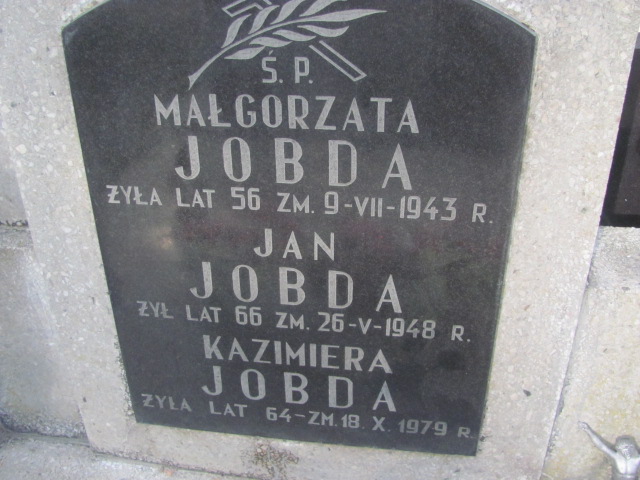 Ś. P.
MAŁGORZATA
JOBDA
ŻYŁA LAT 56 ZM. 9-VII-1943 R.
JAN
JOBDA
ŻYŁ LAT 66 ZM. 26-V-1948 R.
KAZIMIERA
JOBDA
ŻYŁA LAT 64-ZM. 18. X. 1979 R